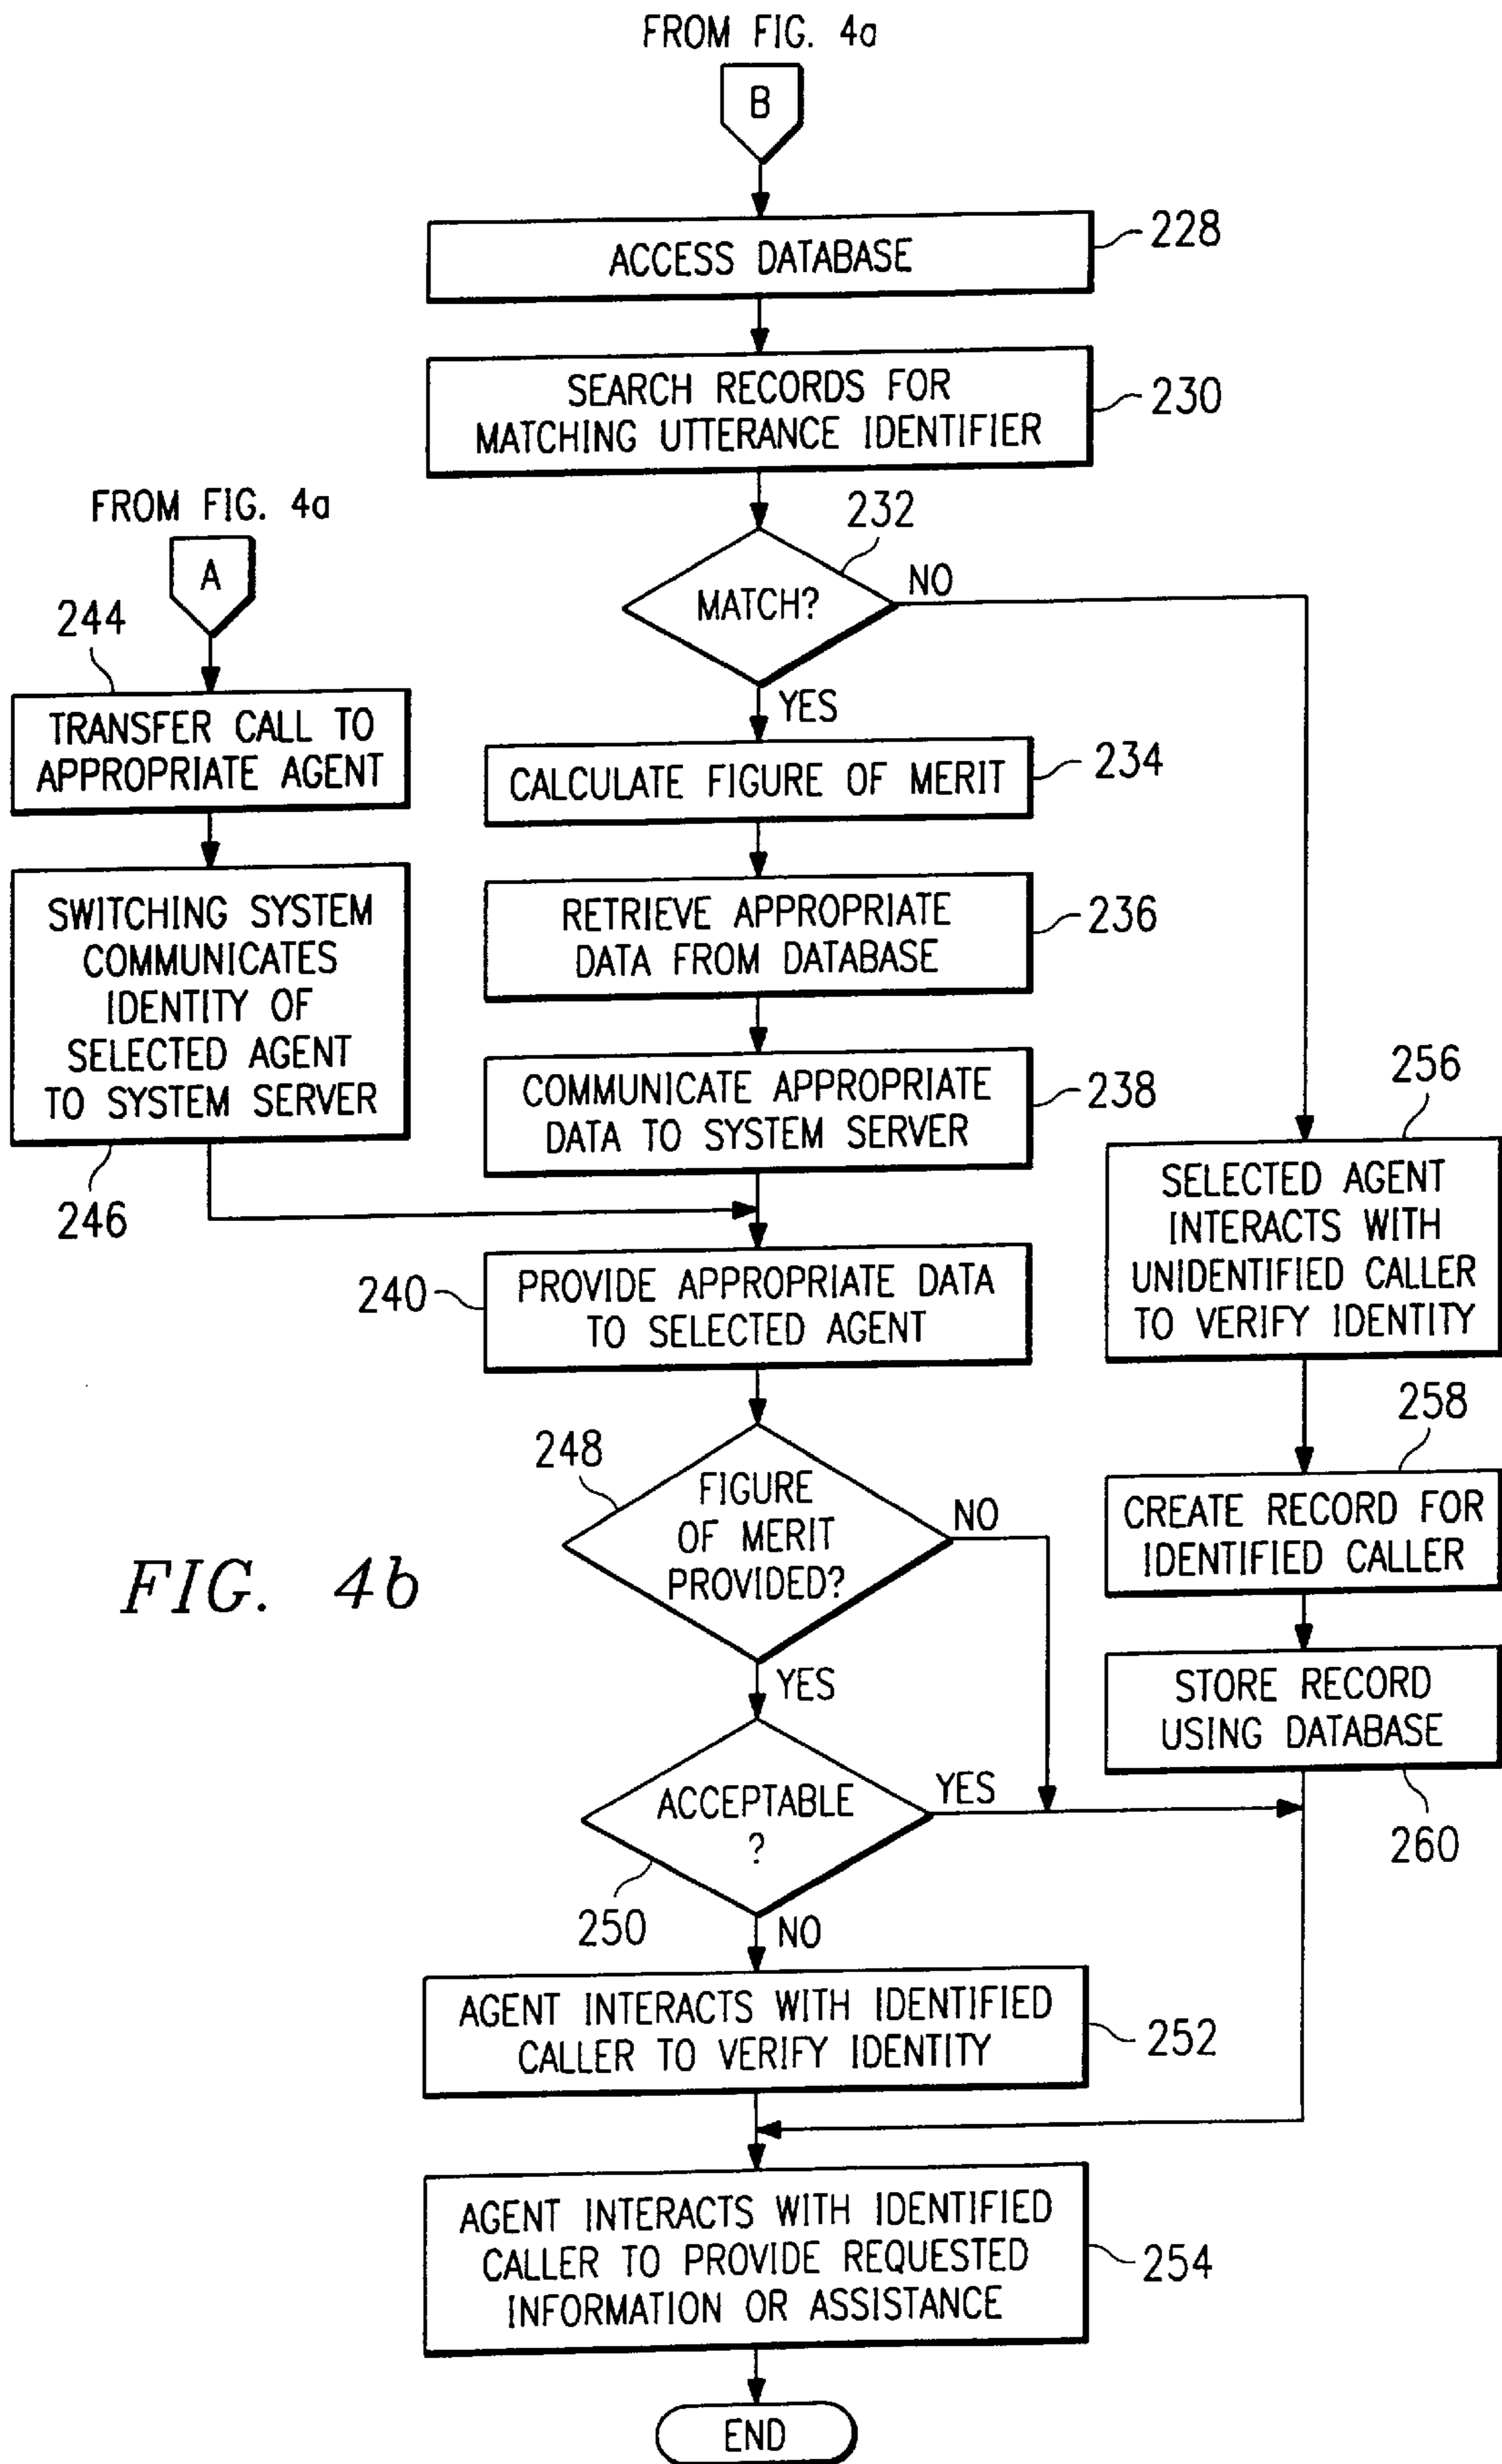 FROM FIG. 4a
B
ACCESS DATABASE
228
SEARCH RECORDS FOR
MATCHING UTTERANCE IDENTIFIER
230
FROM FIG. 4a
A
232
MATCH?
NO
YES
244
TRANSFER CALL TO
APPROPRIATE AGENT
CALCULATE FIGURE OF MERIT
234
SWITCHING SYSTEM
COMMUNICATES
IDENTITY OF
SELECTED AGENT
TO SYSTEM SERVER
246
RETRIEVE APPROPRIATE
DATA FROM DATABASE
236
COMMUNICATE APPROPRIATE
DATA TO SYSTEM SERVER
238
256
SELECTED AGENT
INTERACTS WITH
UNIDENTIFIED CALLER
TO VERIFY IDENTITY
240
PROVIDE APPROPRIATE DATA
TO SELECTED AGENT
258
CREATE RECORD FOR
IDENTIFIED CALLER
248
FIGURE
OF MERIT
PROVIDED?
NO
YES
FIG. 4b
STORE RECORD
USING DATABASE
260
ACCEPTABLE
?
YES
250
NO
AGENT INTERACTS WITH IDENTIFIED
CALLER TO VERIFY IDENTITY
252
AGENT INTERACTS WITH IDENTIFIED
CALLER TO PROVIDE REQUESTED
INFORMATION OR ASSISTANCE
254
END